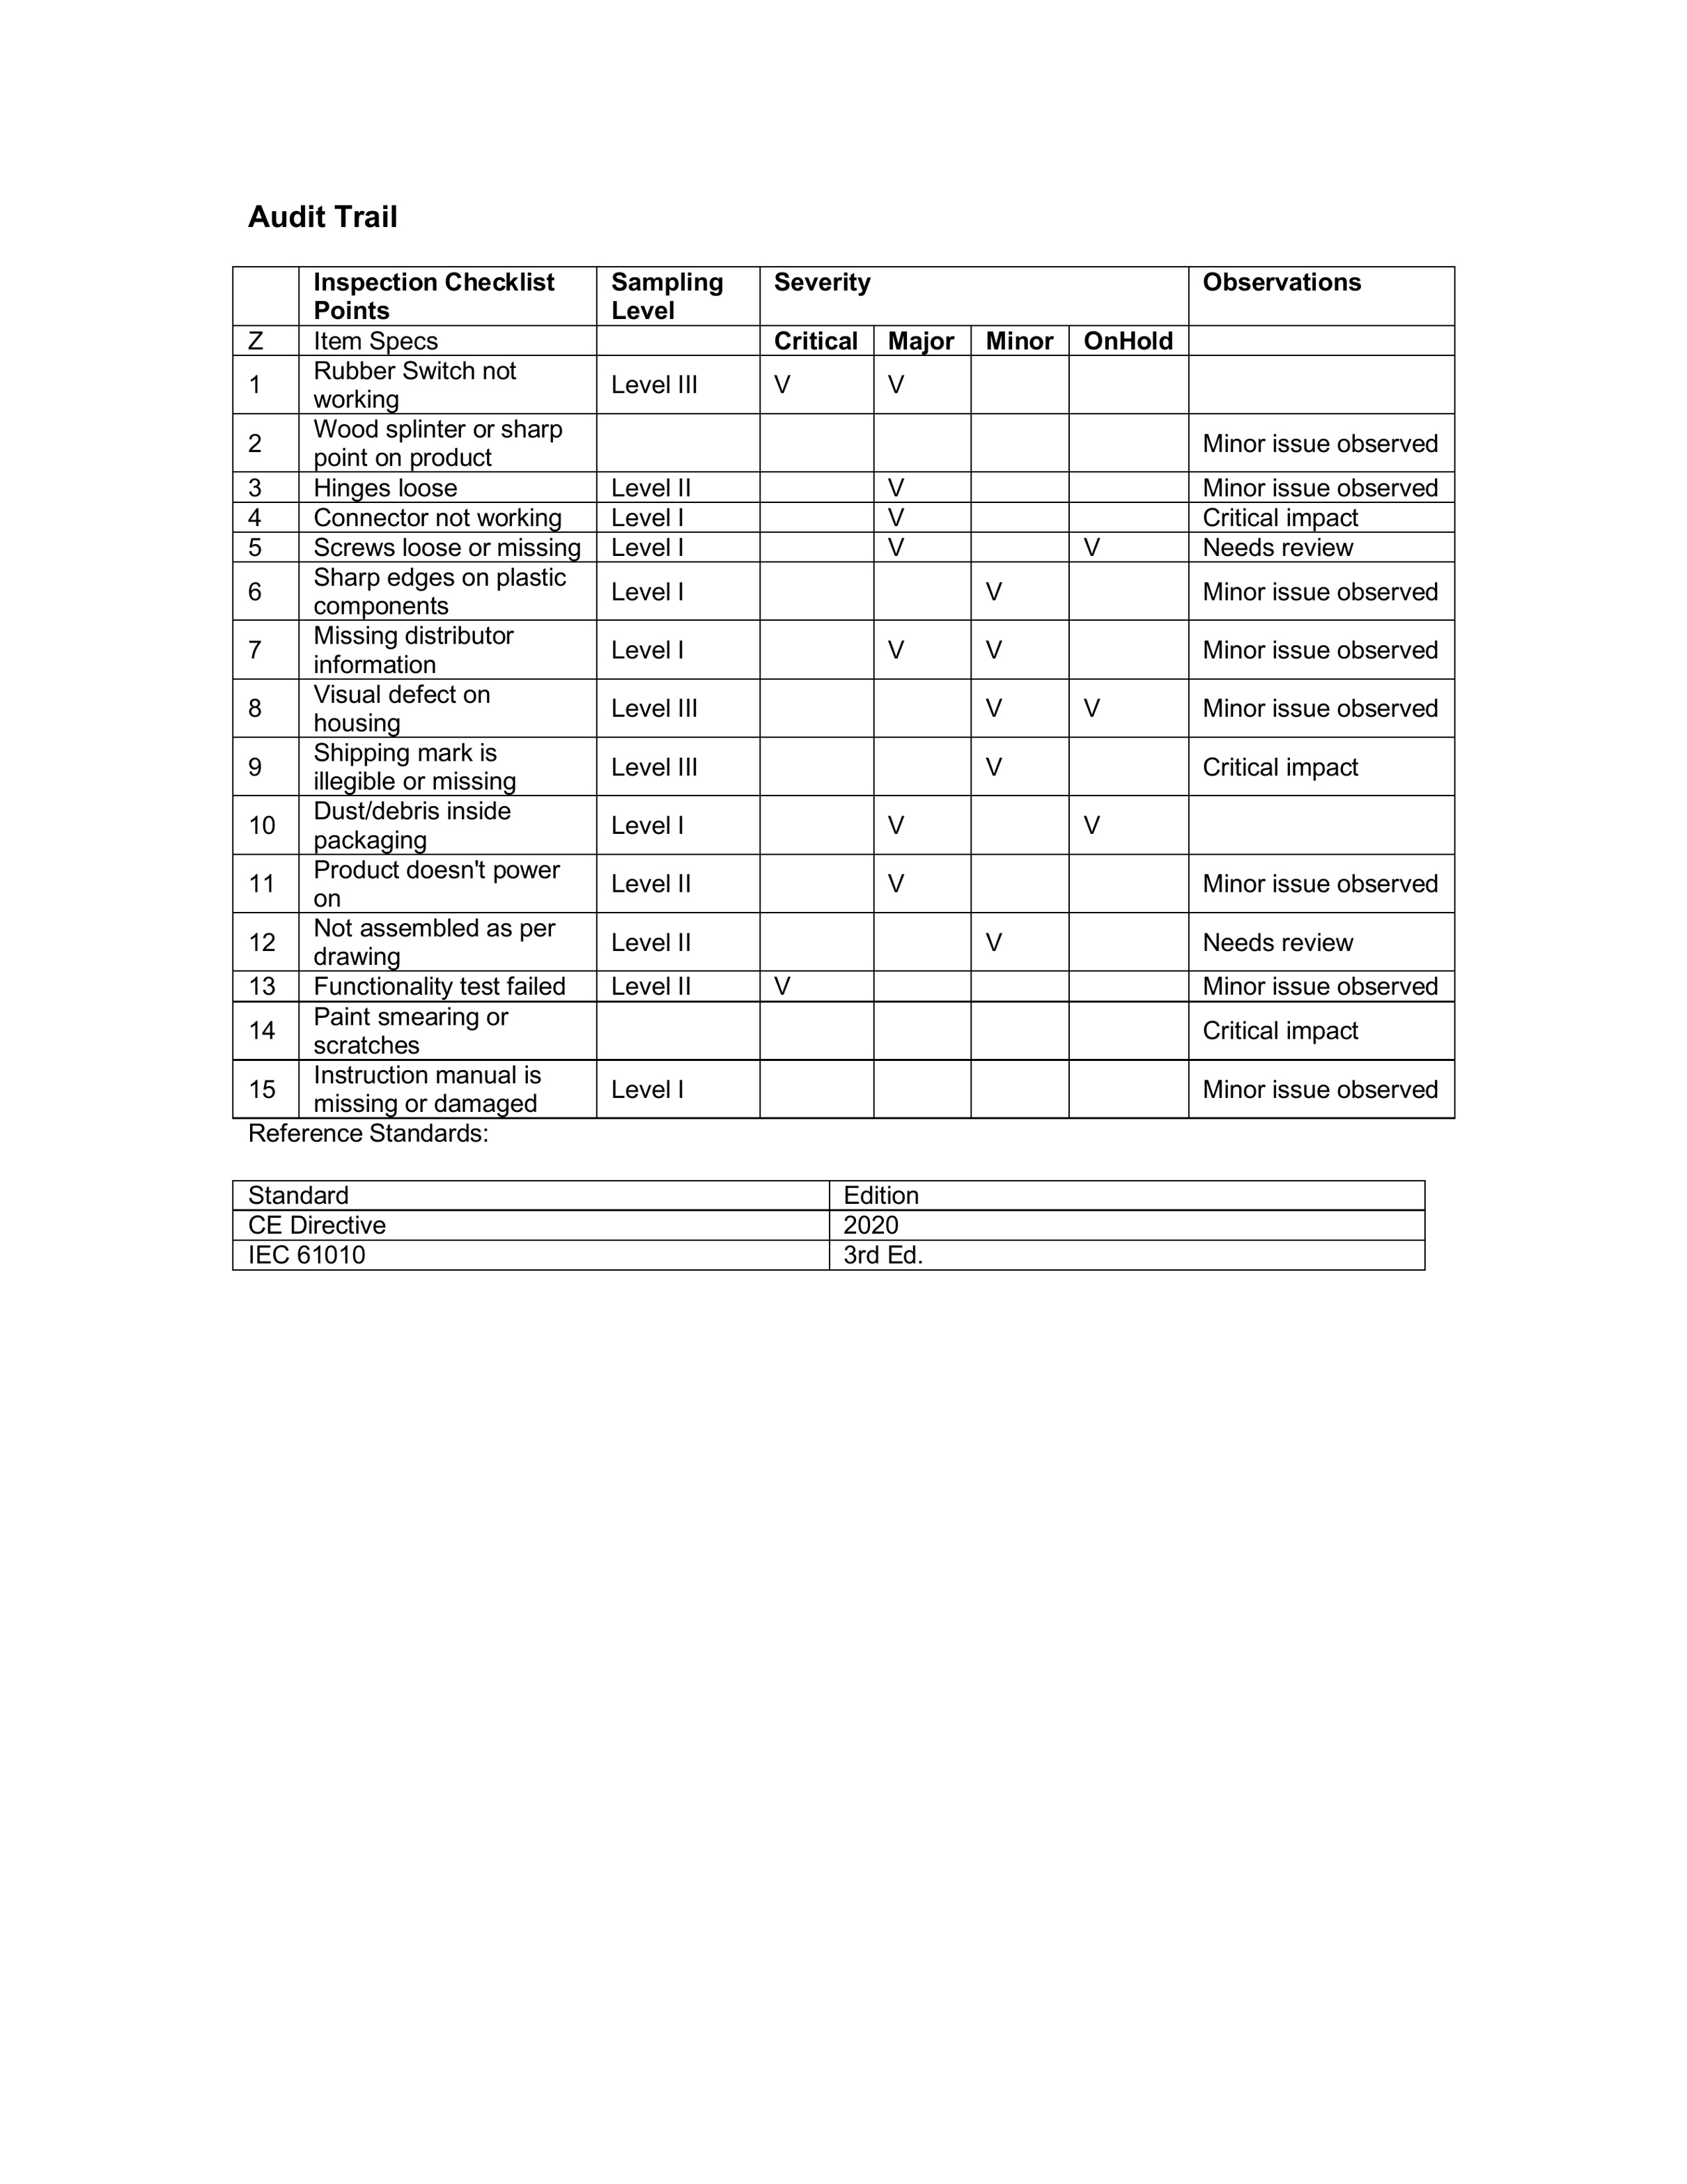 Audit Trail
Inspection Checklist Points Sampling Level Severity Observations
Z Item Specs Critical Major Minor OnHold
1 Rubber Switch not working Level III V V
2 Wood splinter or sharp point on product Minor issue observed
3 Hinges loose Level II V Minor issue observed
4 Connector not working Level I V Critical impact
5 Screws loose or missing Level I V V Needs review
6 Sharp edges on plastic components Level I V Minor issue observed
7 Missing distributor information Level I V V Minor issue observed
8 Visual defect on housing Level III V V Minor issue observed
9 Shipping mark is illegible or missing Level III V Critical impact
10 Dust/debris inside packaging Level I V V
11 Product doesn't power on Level II V Minor issue observed
12 Not assembled as per drawing Level II V Needs review
13 Functionality test failed Level II V Minor issue observed
14 Paint smearing or scratches Critical impact
15 Instruction manual is missing or damaged Level I Minor issue observed
Reference Standards:
Standard Edition
CE Directive 2020
IEC 61010 3rd Ed.